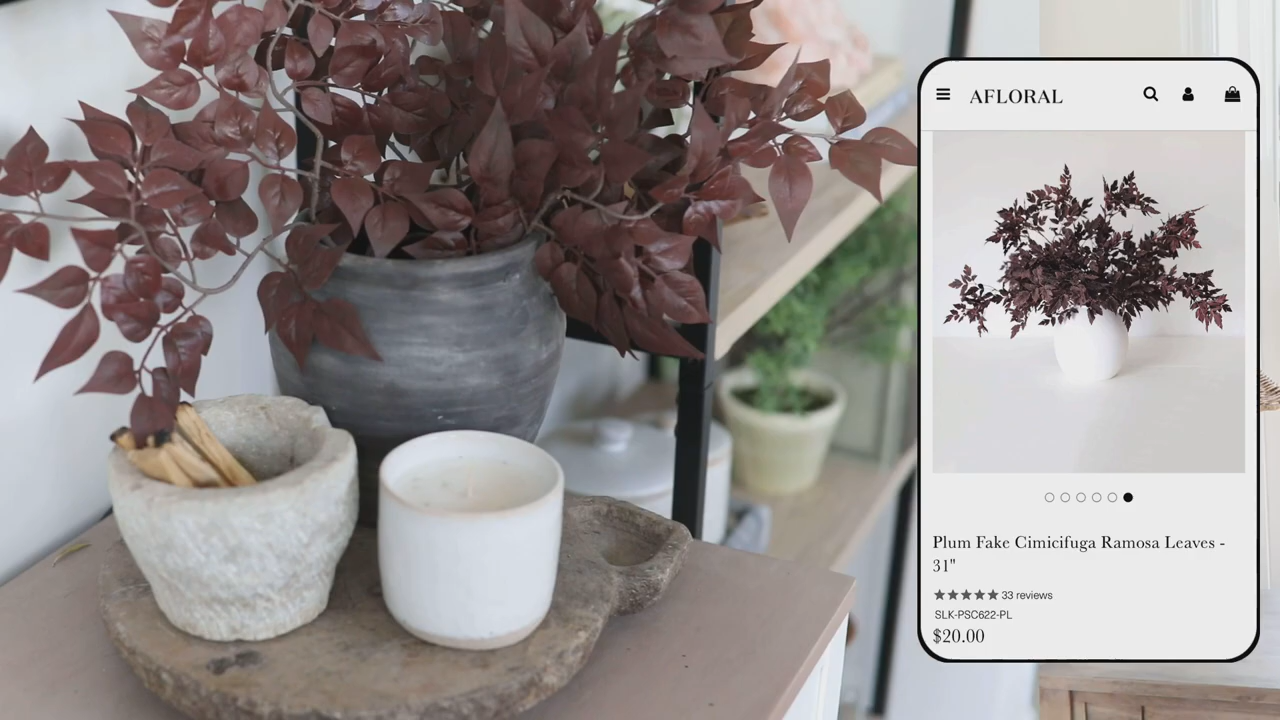 AFLORAL
Plum Fake Cimicifuga Ramosa Leaves -
31"
33 reviews
SLK-PSC622-PL
$20.00